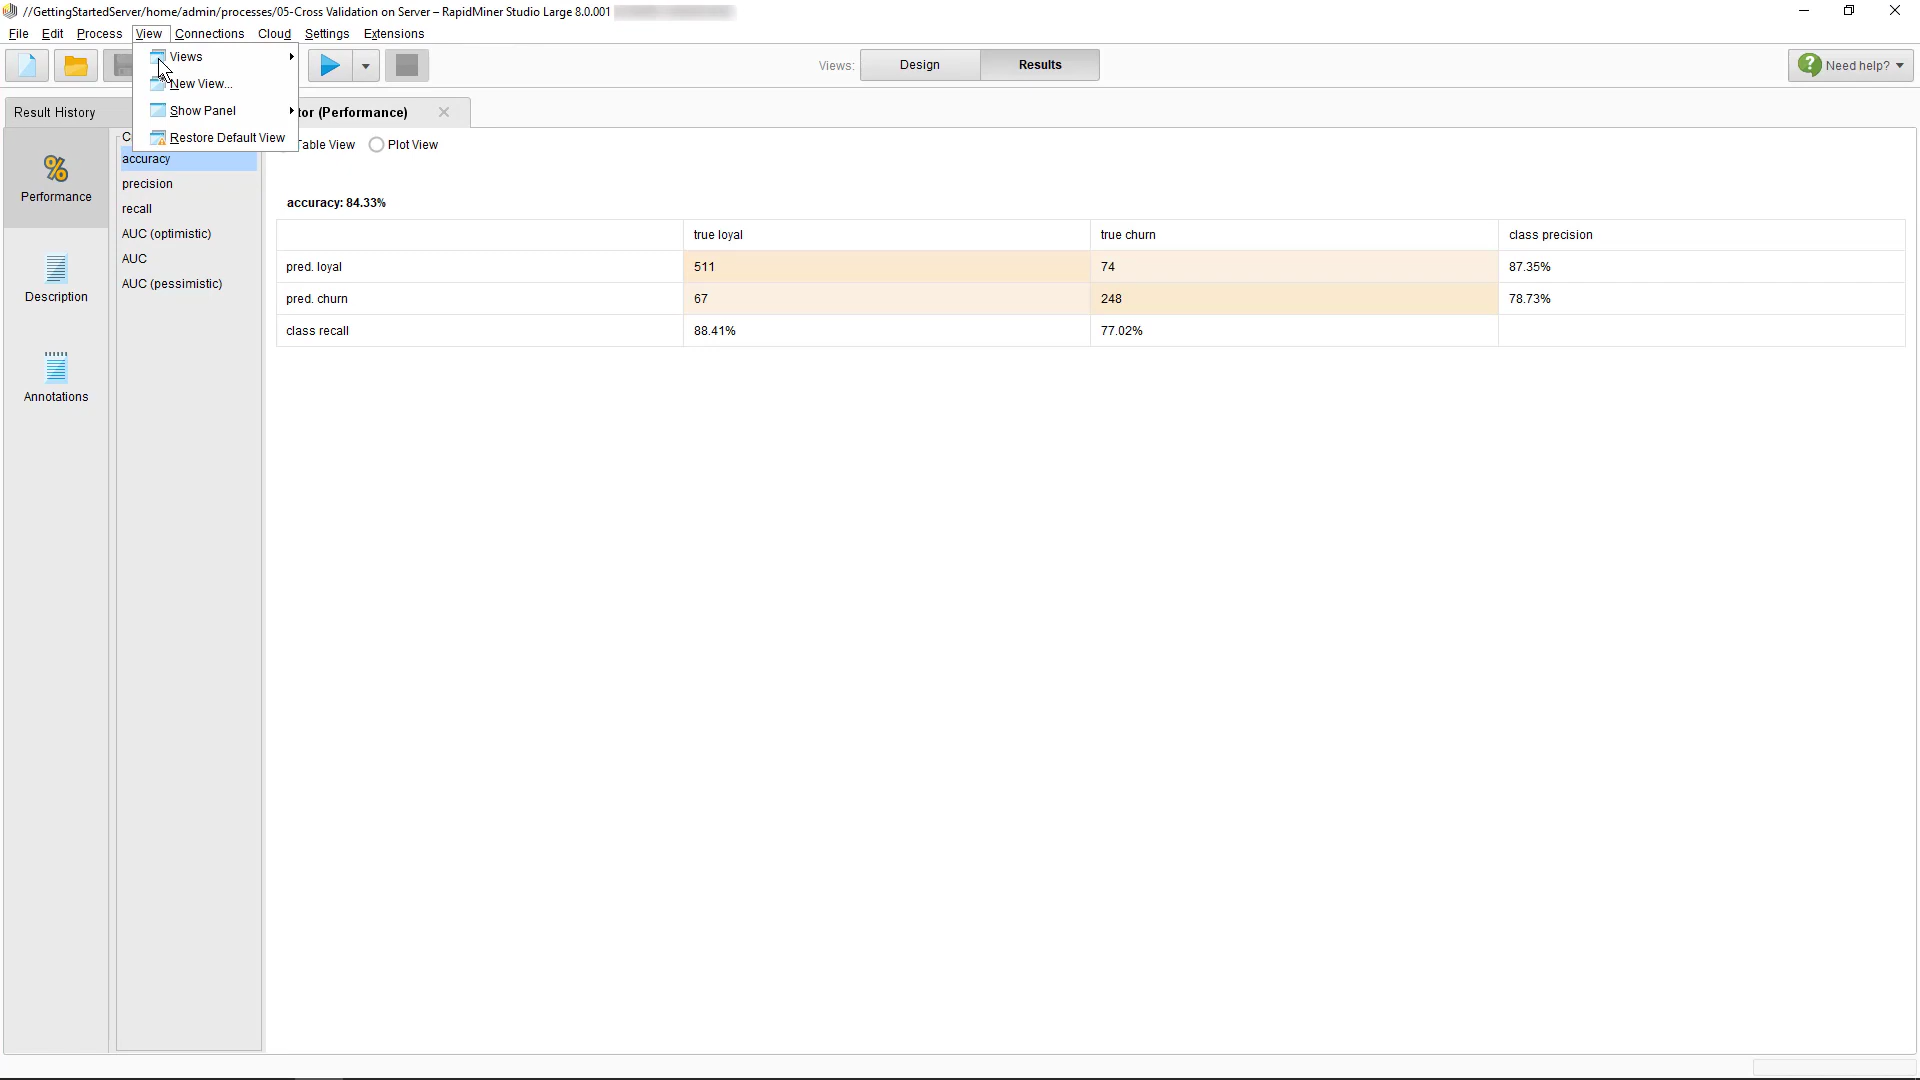 //GettingStartedServer/home/admin/processes/05-Cross Validation on Server – RapidMiner Studio Large 8.0.001
File Edit Process View Connections Cloud Settings Extensions
Views
New View...
Show Panel
Restore Default View
Views: Design Results
Need help?
Result History
tor (Performance)
Table View Plot View
Performance
Description
Annotations
C
accuracy
precision
recall
AUC (optimistic)
AUC
AUC (pessimistic)
accuracy: 84.33%
true loyal true churn class precision
pred. loyal 511 74 87.35%
pred. churn 67 248 78.73%
class recall 88.41% 77.02%